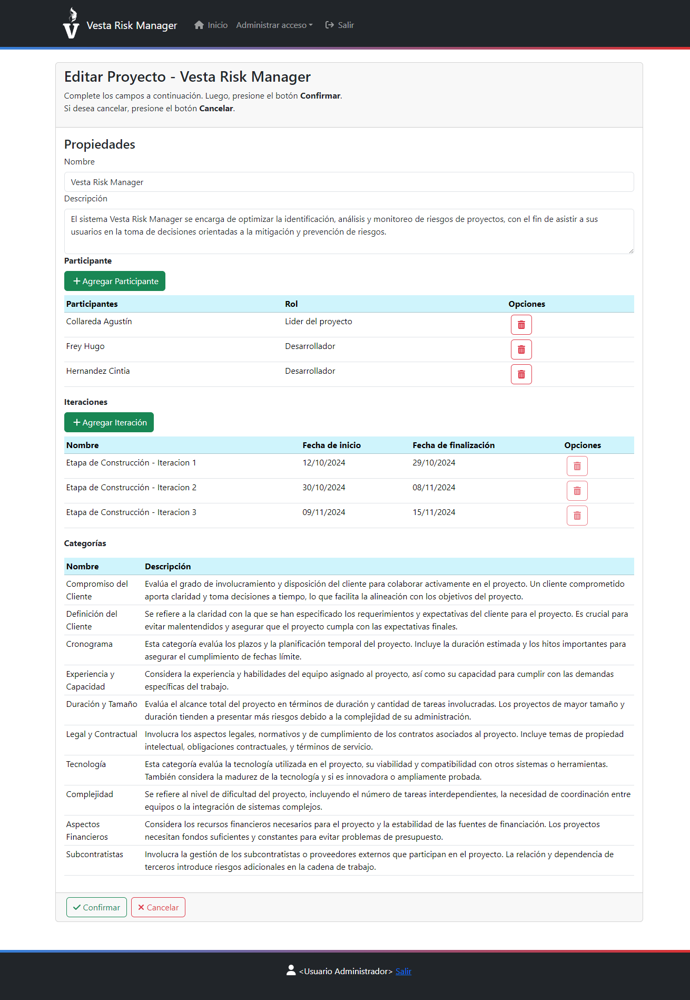 Vesta Risk Manager Inicio Administrar acceso Salir
Editar Proyecto - Vesta Risk Manager
Complete los campos a continuación. Luego, presione el botón Confirmar.
Si desea cancelar, presione el botón Cancelar.
Propiedades
Nombre
Vesta Risk Manager
Descripción
El sistema Vesta Risk Manager se encarga de optimizar la identificación, análisis y monitoreo de riesgos de proyectos, con el fin de asistir a sus
usuarios en la toma de decisiones orientadas a la mitigación y prevención de riesgos.
Participante
Agregar Participante
Participantes Rol Opciones
Collareda Agustín Lider del proyecto
Frey Hugo Desarrollador
Hernandez Cintia Desarrollador
Iteraciones
Agregar Iteración
Nombre Fecha de inicio Fecha de finalización Opciones
Etapa de Construcción - Iteracion 1 12/10/2024 29/10/2024
Etapa de Construcción - Iteracion 2 30/10/2024 08/11/2024
Etapa de Construcción - Iteracion 3 09/11/2024 15/11/2024
Categorías
Nombre Descripción
Compromiso del Evalúa el grado de involucramiento y disposición del cliente para colaborar activamente en el proyecto. Un cliente comprometido
Cliente aporta claridad y toma decisiones a tiempo, lo que facilita la alineación con los objetivos del proyecto.
Definición del Se refiere a la claridad con la que se han especificado los requerimientos y expectativas del cliente para el proyecto. Es crucial para
Cliente evitar malentendidos y asegurar que el proyecto cumpla con las expectativas finales.
Cronograma Esta categoría evalúa los plazos y la planificación temporal del proyecto. Incluye la duración estimada y los hitos importantes para
asegurar el cumplimiento de fechas límite.
Experiencia y Considera la experiencia y habilidades del equipo asignado al proyecto, así como su capacidad para cumplir con las demandas
Capacidad específicas del trabajo.
Duración y Tamaño Evalúa el alcance total del proyecto en términos de duración y cantidad de tareas involucradas. Los proyectos de mayor tamaño y
duración tienden a presentar más riesgos debido a la complejidad de su administración.
Legal y Contractual Involucra los aspectos legales, normativos y de cumplimiento de los contratos asociados al proyecto. Incluye temas de propiedad
intelectual, obligaciones contractuales, y términos de servicio.
Tecnología Esta categoría evalúa la tecnología utilizada en el proyecto, su viabilidad y compatibilidad con otros sistemas o herramientas.
También considera la madurez de la tecnología y si es innovadora o ampliamente probada.
Complejidad Se refiere al nivel de dificultad del proyecto, incluyendo el número de tareas interdependientes, la necesidad de coordinación entre
equipos o la integración de sistemas complejos.
Aspectos Considera los recursos financieros necesarios para el proyecto y la estabilidad de las fuentes de financiación. Los proyectos
Financieros necesitan fondos suficientes y constantes para evitar problemas de presupuesto.
Subcontratistas Involucra la gestión de los subcontratistas o proveedores externos que participan en el proyecto. La relación y dependencia de
terceros introduce riesgos adicionales en la cadena de trabajo.
Confirmar Cancelar
<Usuario Administrador> Salir